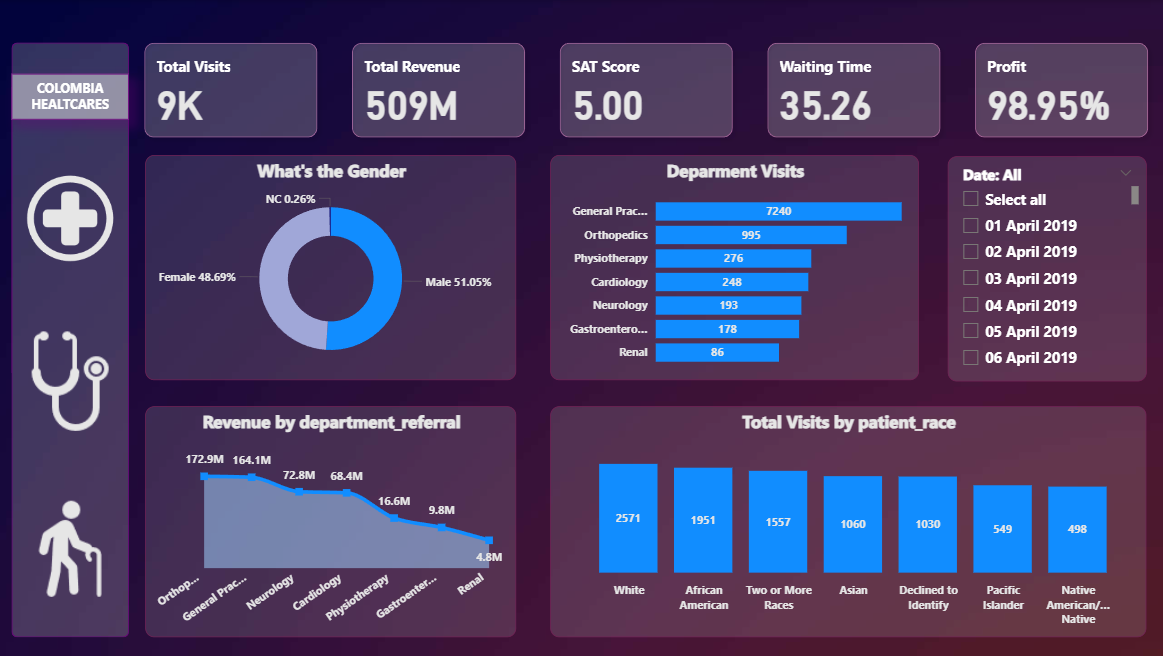 COLOMBIA
HEALTCARES
Total Visits
9K
Total Revenue
509M
SAT Score
5.00
Waiting Time
35.26
Profit
98.95%
What's the Gender
NC 0.26%
Female 48.69%
Male 51.05%
Deparment Visits
General Prac... 7240
Orthopedics 995
Physiotherapy 276
Cardiology 248
Neurology 193
Gastroentero... 178
Renal 86
Date: All
Select all
01 April 2019
02 April 2019
03 April 2019
04 April 2019
05 April 2019
06 April 2019
Revenue by department_referral
172.9M 164.1M 72.8M 68.4M 16.6M 9.8M 4.8M
Orthop... General Prac... Neurology Cardiology Physiotherapy Gastroenter... Renal
Total Visits by patient_race
2571 1951 1557 1060 1030 549 498
White African Two or More Asian Declined to Pacific Native
American Races Identify Islander American/...
Native